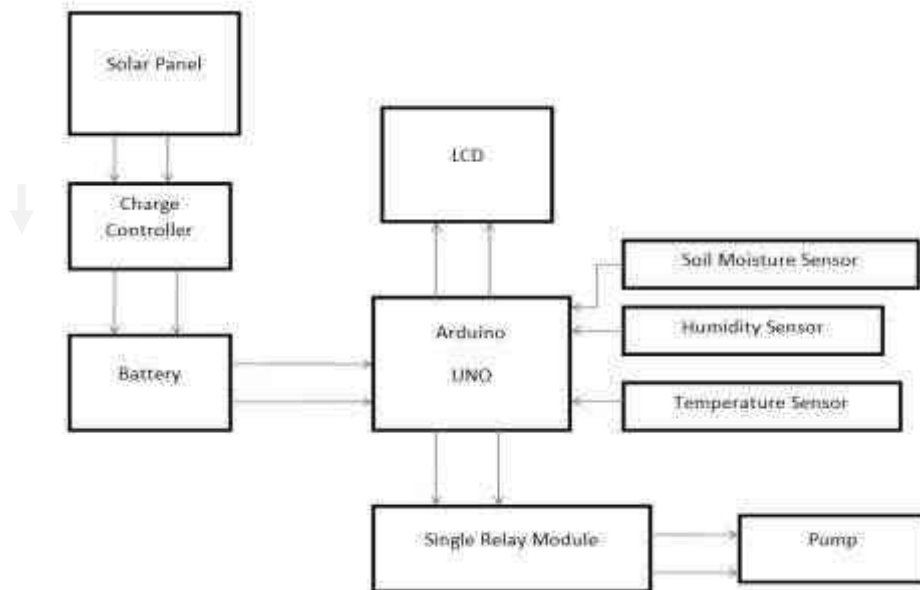 Solar Panel
LCD
Charge
Controller
Soil Moisture Sensor
Humidity Sensor
Arduino
UNO
Battery
Temperature Sensor
Single Relay Module
Pump